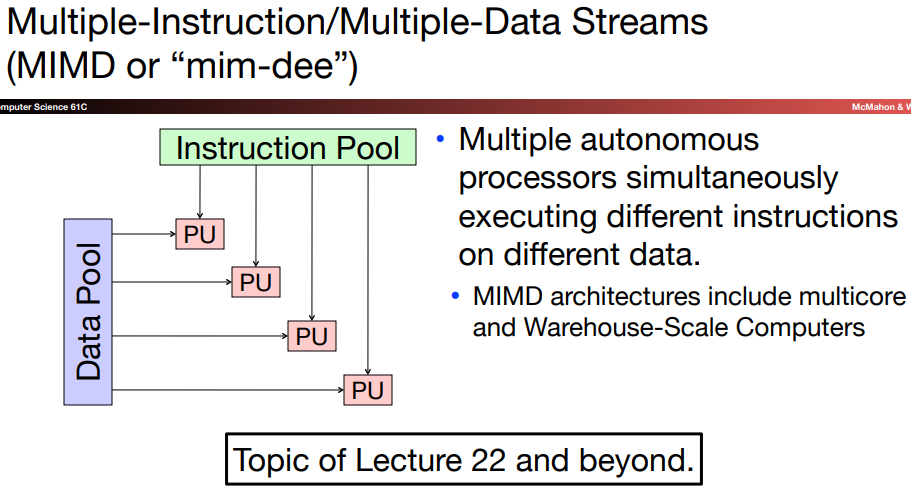 Multiple-Instruction/Multiple-Data Streams
(MIMD or “mim-dee”)
omputer Science 61C
McMahon & W
Instruction Pool
Data Pool
PU
PU
PU
PU
• Multiple autonomous
processors simultaneously
executing different instructions
on different data.
• MIMD architectures include multicore
and Warehouse-Scale Computers
Topic of Lecture 22 and beyond.